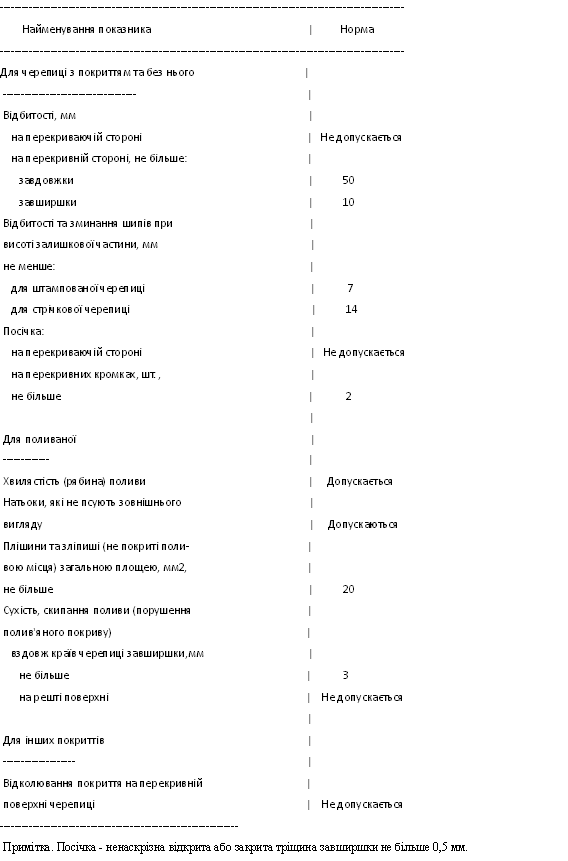 Найменування показника | Норма
Для черепиці з покриттям та без нього |
------------------------------ |
Відбитості, мм |
на перекриваючій стороні | Не допускається
на перекривній стороні, не більше: |
завдовжки | 50
завширшки | 10
Відбитості та зминання шипів при |
висоті залишкової частини, мм |
не менше: |
для штампованої черепиці | 7
для стрічкової черепиці | 14
Посічка: |
на перекриваючій стороні | Не допускається
на перекривних кромках, шт., |
не більше | 2
|
Для поливаної |
------------ |
Хвилястість (рябина) поливи | Допускається
Натьоки, які не псують зовнішнього |
вигляду | Допускаються
Плішини та зліпиші (не покриті поли- |
вою місця) загальною площею, мм2, |
не більше | 20
Сухість, скипання поливи (порушення |
полив'яного покриву) |
вздовж країв черепиці завширшки,мм |
не більше | 3
на решті поверхні | Не допускається
|
Для інших покриттів |
------------------- |
Відколювання покриття на перекривній |
поверхні черепиці | Не допускається
Примітка. Посічка - ненаскрізна відкрита або закрита тріщина завширшки не більше 0,5 мм.